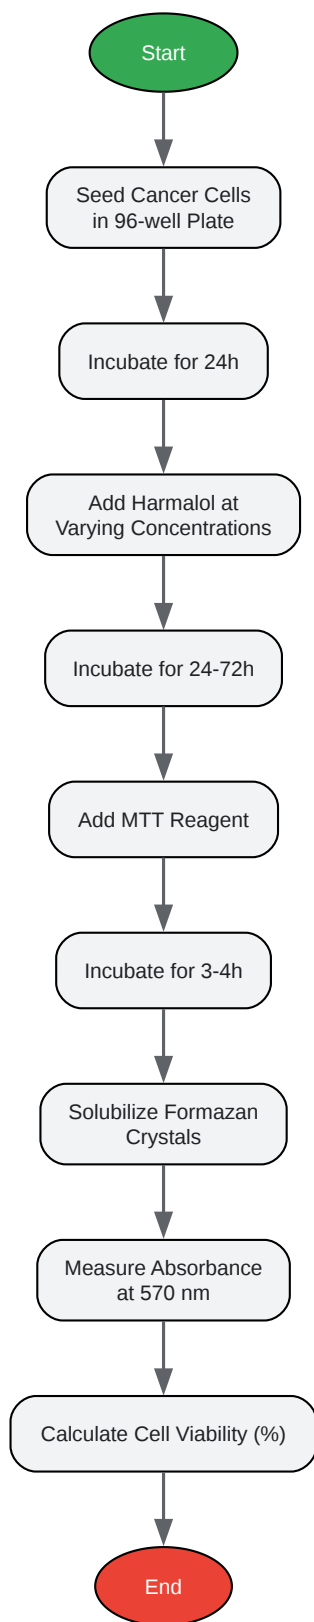 Start
Seed Cancer Cells
in 96-well Plate
Incubate for 24h
Add Harmalol at
Varying Concentrations
Incubate for 24-72h
Add MTT Reagent
Incubate for 3-4h
Solubilize Formazan
Crystals
Measure Absorbance
at 570 nm
Calculate Cell Viability (%)
End